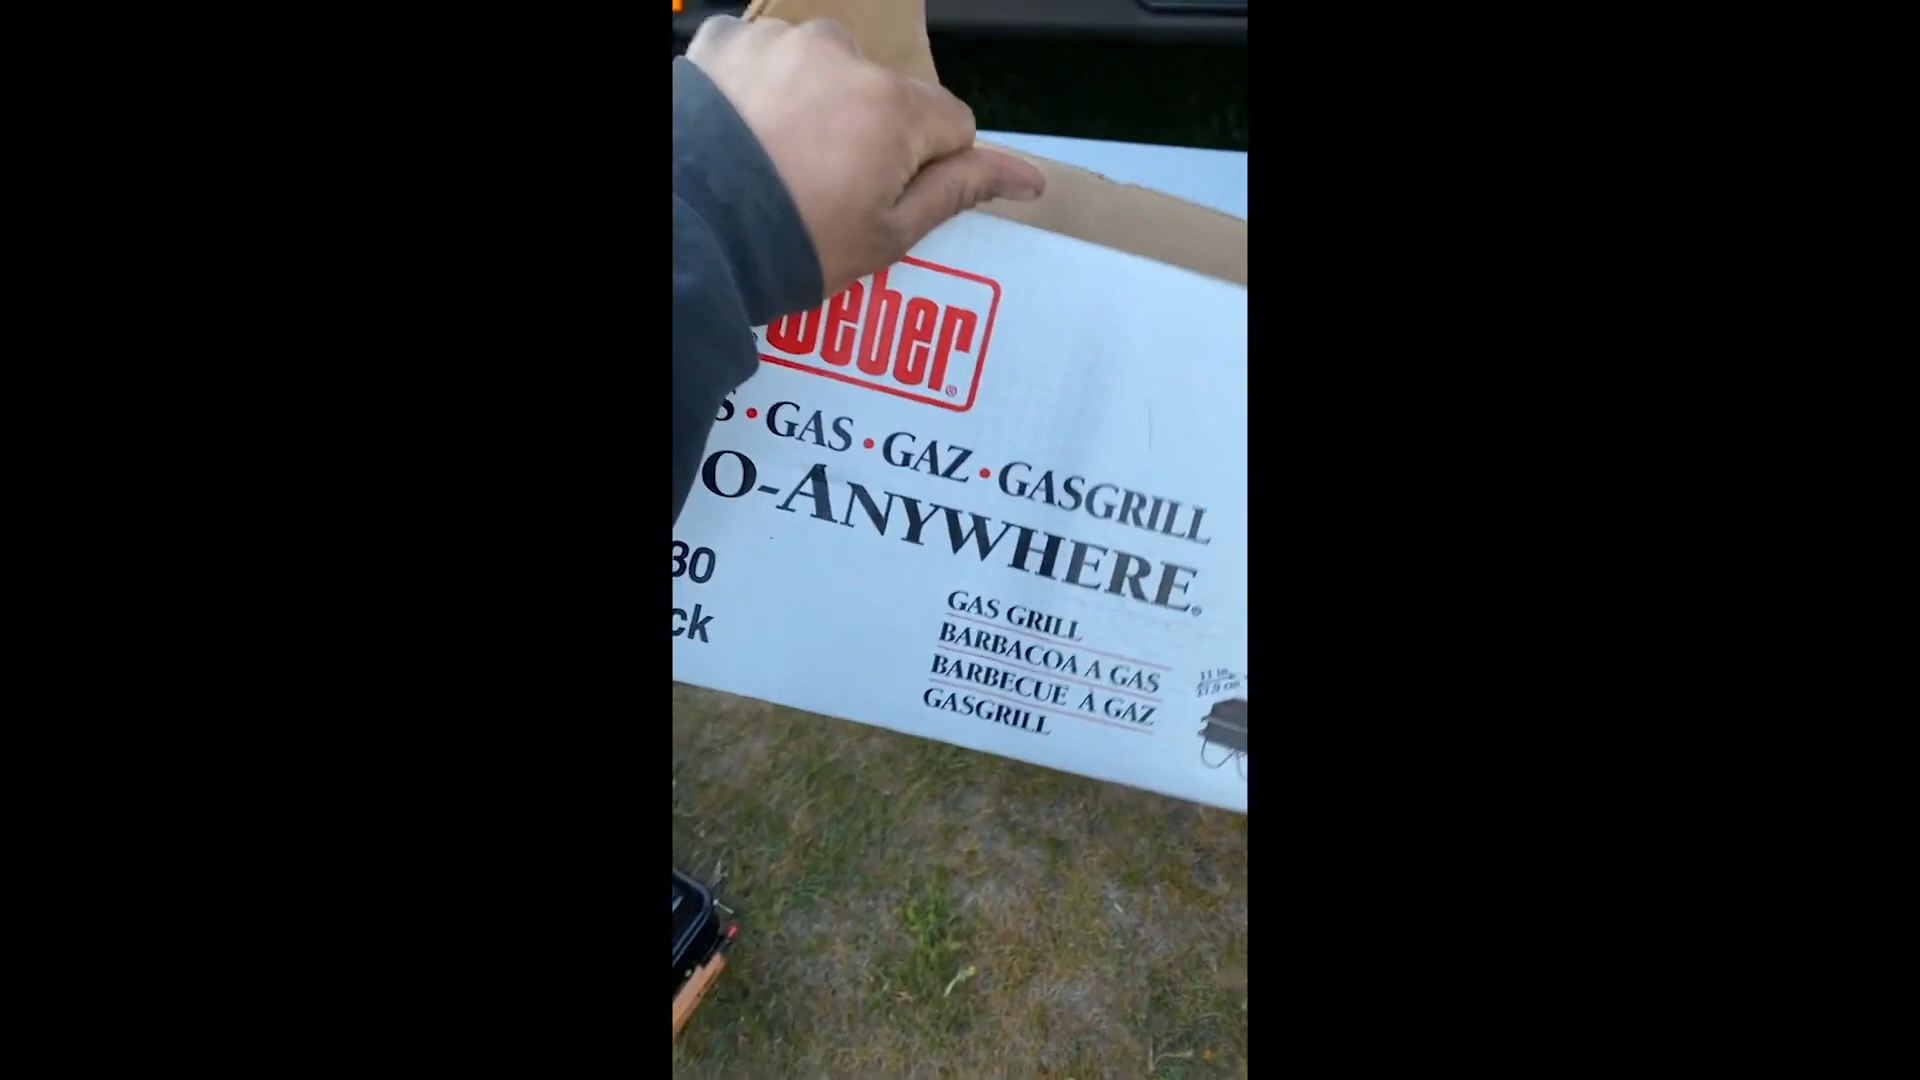 Weber®
• GAS • GAZ • GASGRILL
O-ANYWHERE®
30
ck
GAS GRILL
BARBACOA A GAS
BARBECUE À GAZ
GASGRILL